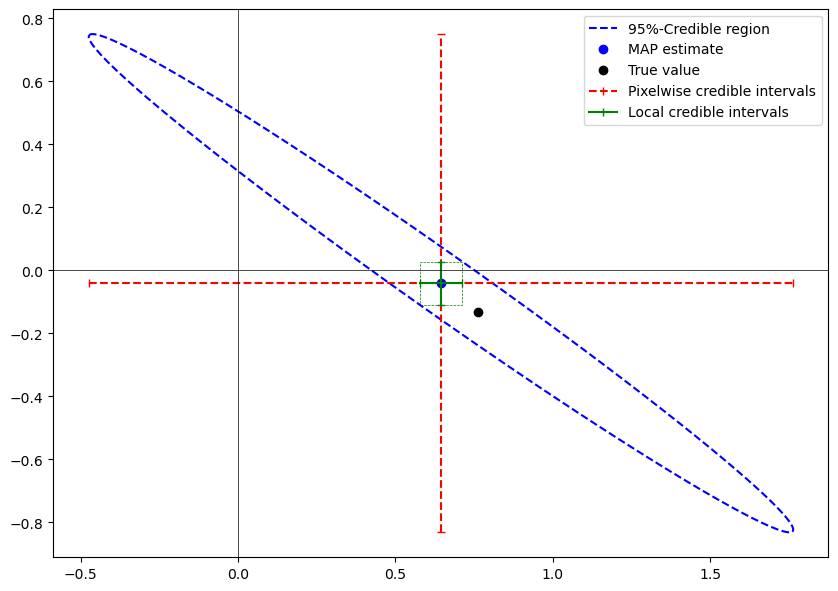 95%-Credible region
MAP estimate
True value
Pixelwise credible intervals
Local credible intervals
0.8
0.6
0.4
0.2
0.0
−0.2
−0.4
−0.6
−0.8
−0.5
0.0
0.5
1.0
1.5